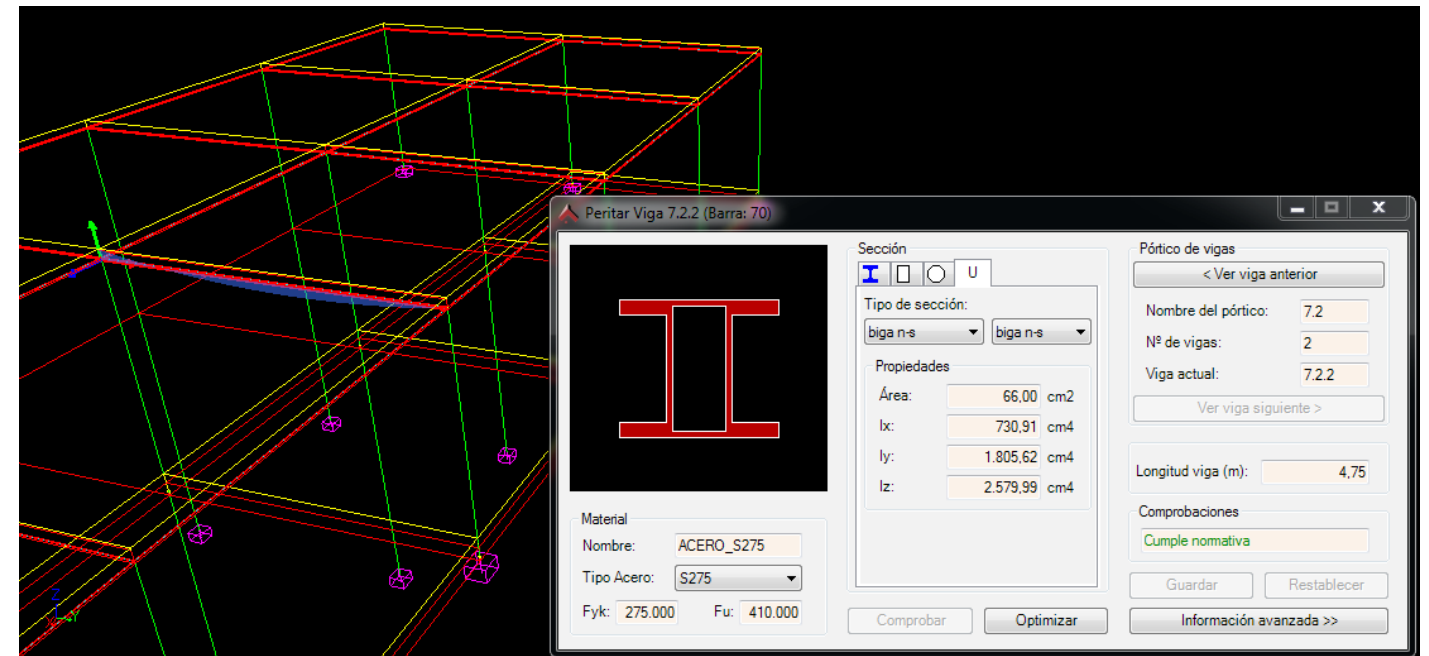 Peritar Viga 7.2.2 (Barra: 70)
Sección
U
Tipo de sección:
biga n-s biga n-s
Propiedades
Área: 66,00 cm2
Ix: 730,91 cm4
Iy: 1.805,62 cm4
Iz: 2.579,99 cm4
Material
Nombre: ACERO_S275
Tipo Acero: S275
Fyk: 275.000 Fu: 410.000
Comprobar Optimizar
Pórtico de vigas
< Ver viga anterior
Nombre del pórtico: 7.2
Nº de vigas: 2
Viga actual: 7.2.2
Ver viga siguiente >
Longitud viga (m): 4,75
Comprobaciones
Cumple normativa
Guardar Restablecer
Información avanzada >>
Z
X Y